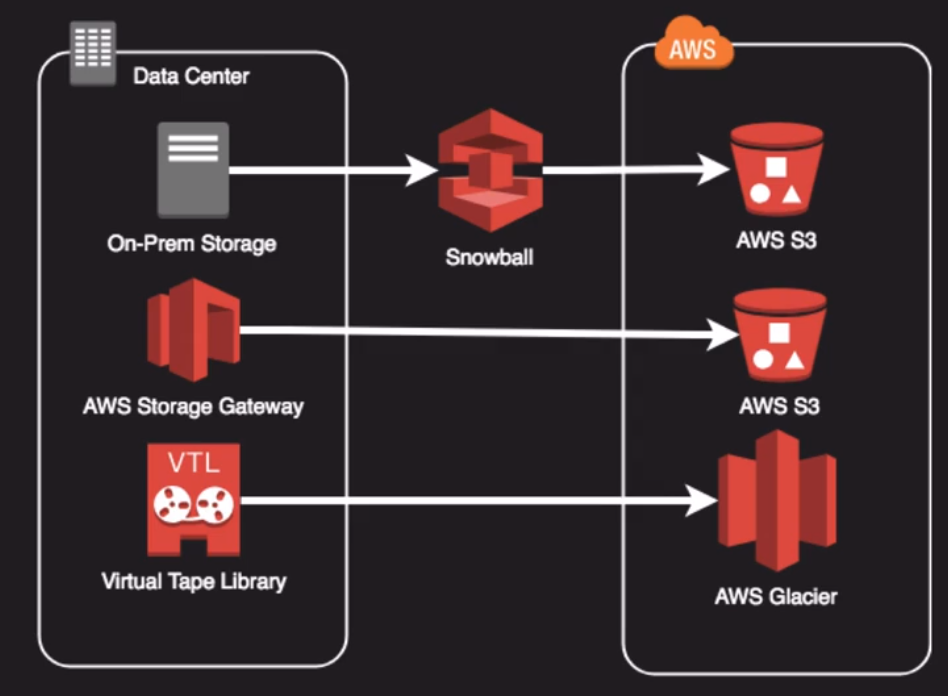 AWS
Data Center
On-Prem Storage
Snowball
AWS S3
AWS Storage Gateway
AWS S3
VTL
Virtual Tape Library
AWS Glacier